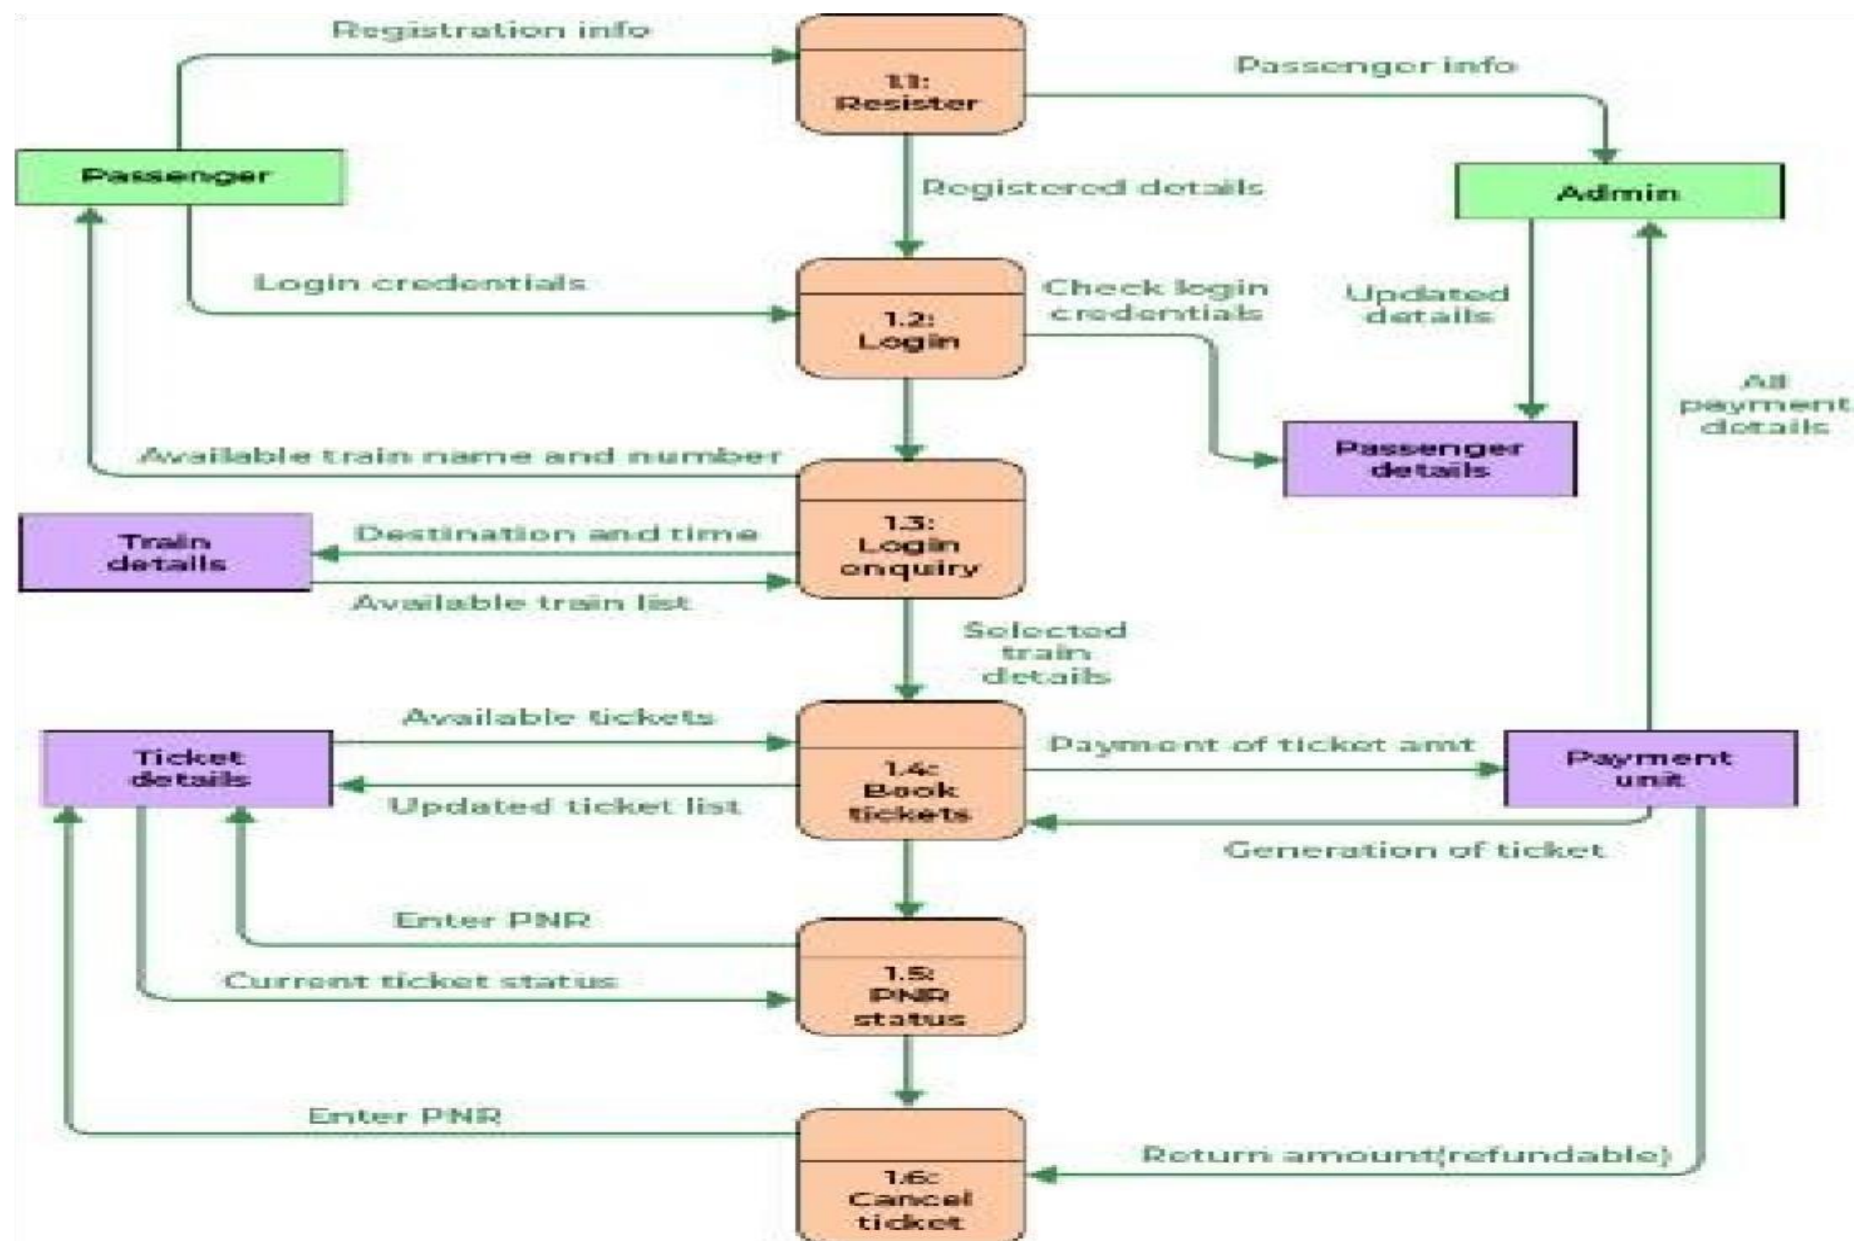 Registration info
Passenger info
1.1:
Resister
Passenger
Registered details
Admin
Login credentials
Check login
credentials
Updated
details
1.2:
Login
All
payment
details
Available train name and number
Passenger
details
1.3:
Login
enquiry
Train
details
Destination and time
Available train list
Selected
train
details
Available tickets
Ticket
details
Updated ticket list
1.4:
Book
tickets
Payment of ticket amt
Payment
unit
Generation of ticket
Enter PNR
Current ticket status
1.5:
PNR
status
Enter PNR
Return amount(refundable)
1.6:
Cancel
ticket